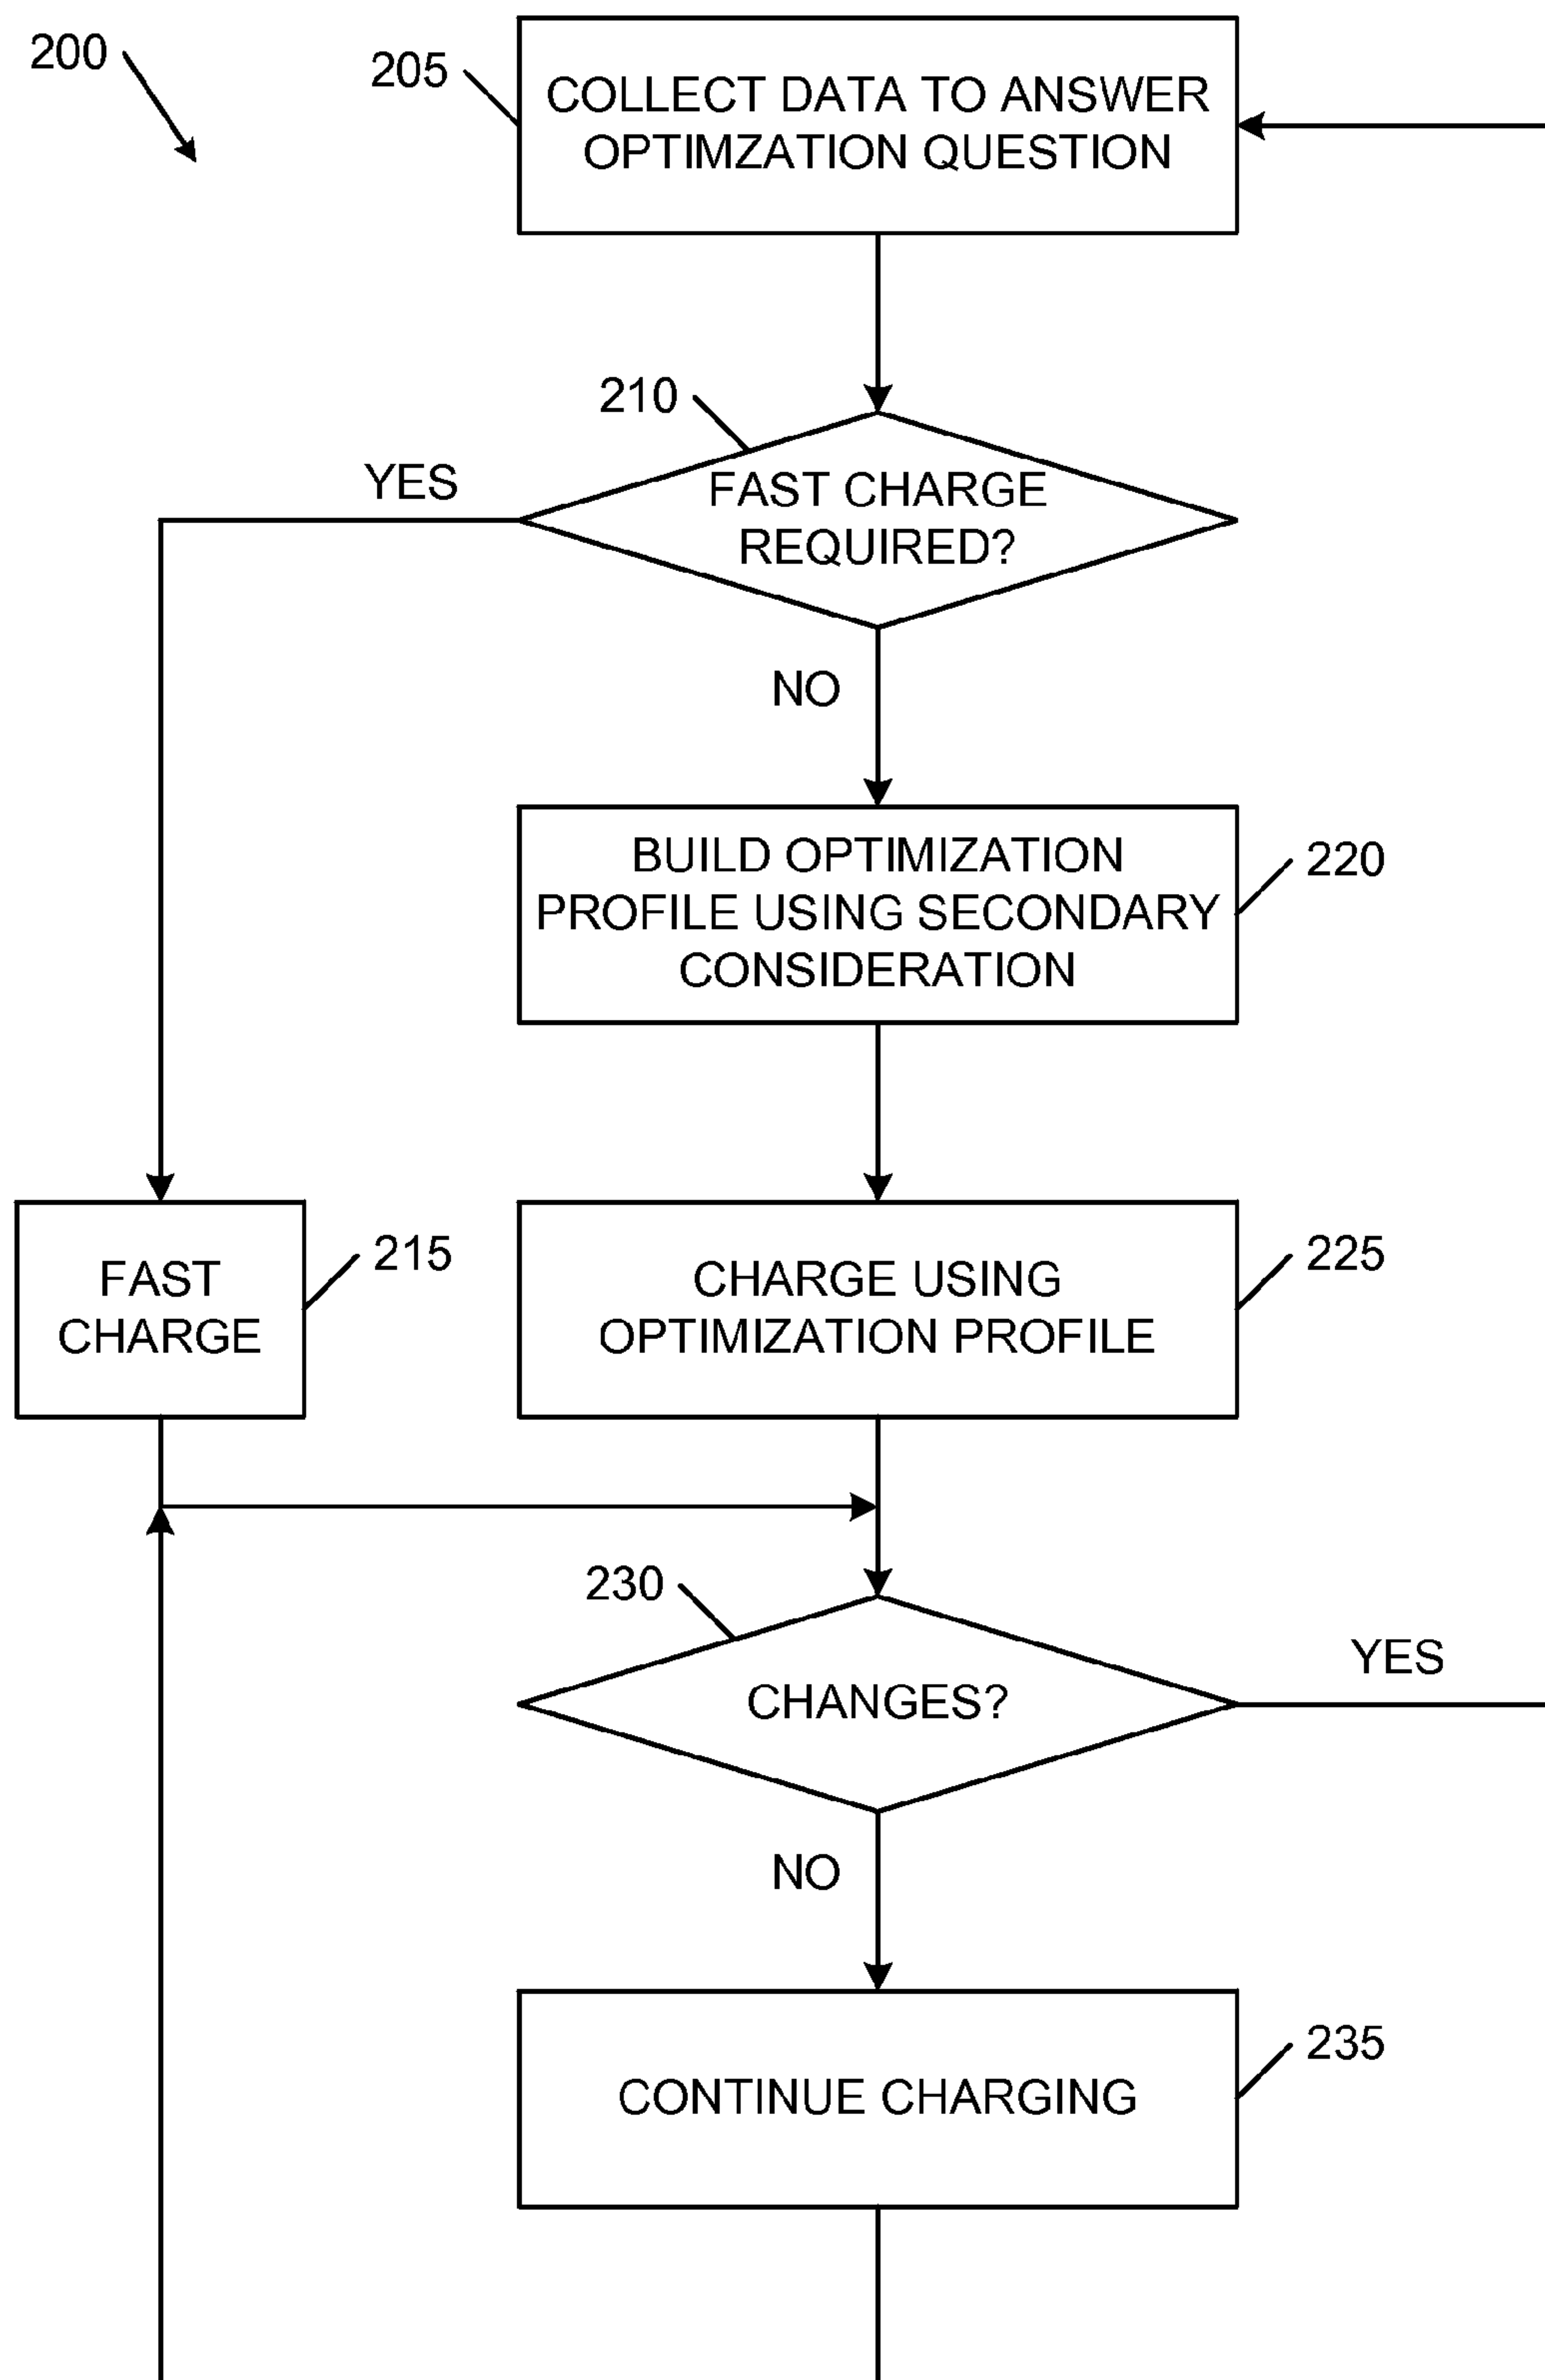 200
205
COLLECT DATA TO ANSWER
OPTIMZATION QUESTION
210
YES
FAST CHARGE
REQUIRED?
NO
BUILD OPTIMIZATION
PROFILE USING SECONDARY
CONSIDERATION
220
FAST
CHARGE
215
CHARGE USING
OPTIMIZATION PROFILE
225
230
CHANGES?
YES
NO
CONTINUE CHARGING
235